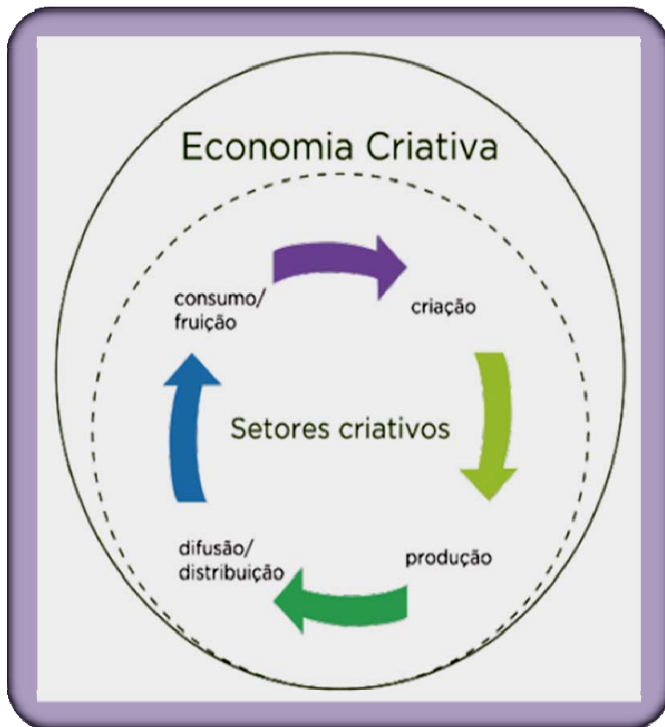 Economia Criativa
consumo/
fruição
criação
Setores criativos
difusão/
distribuição
produção